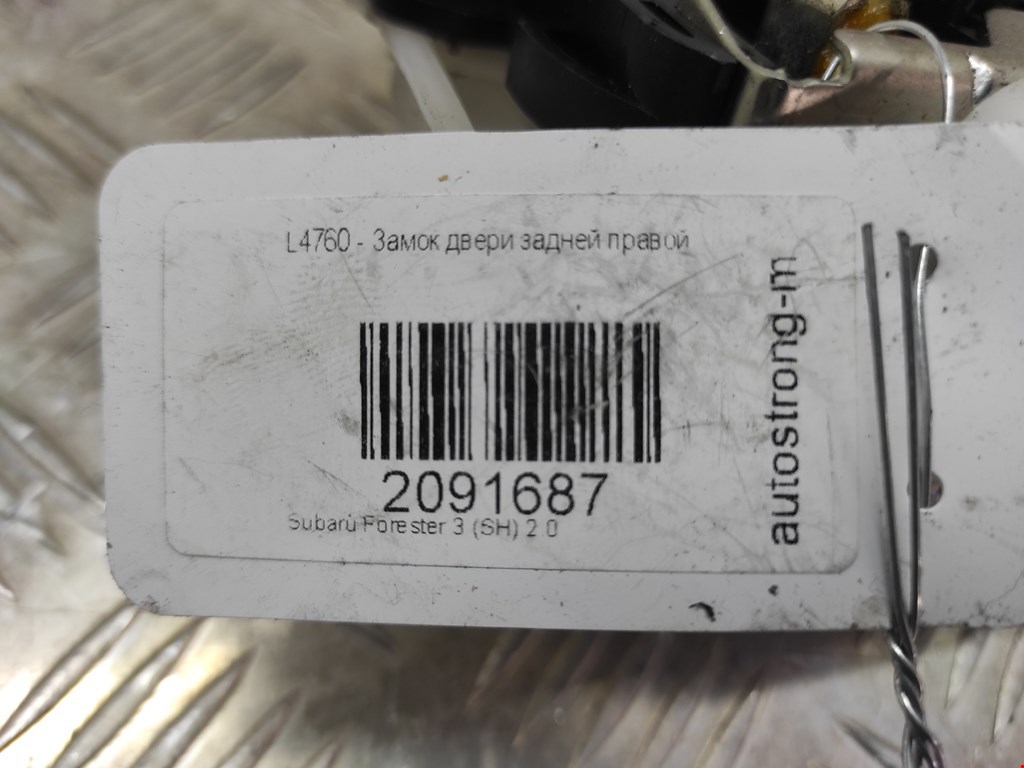 L4760 - Замок двери задней правой
2091687
Subaru Forester 3 (SH) 2 0
autostrong-m